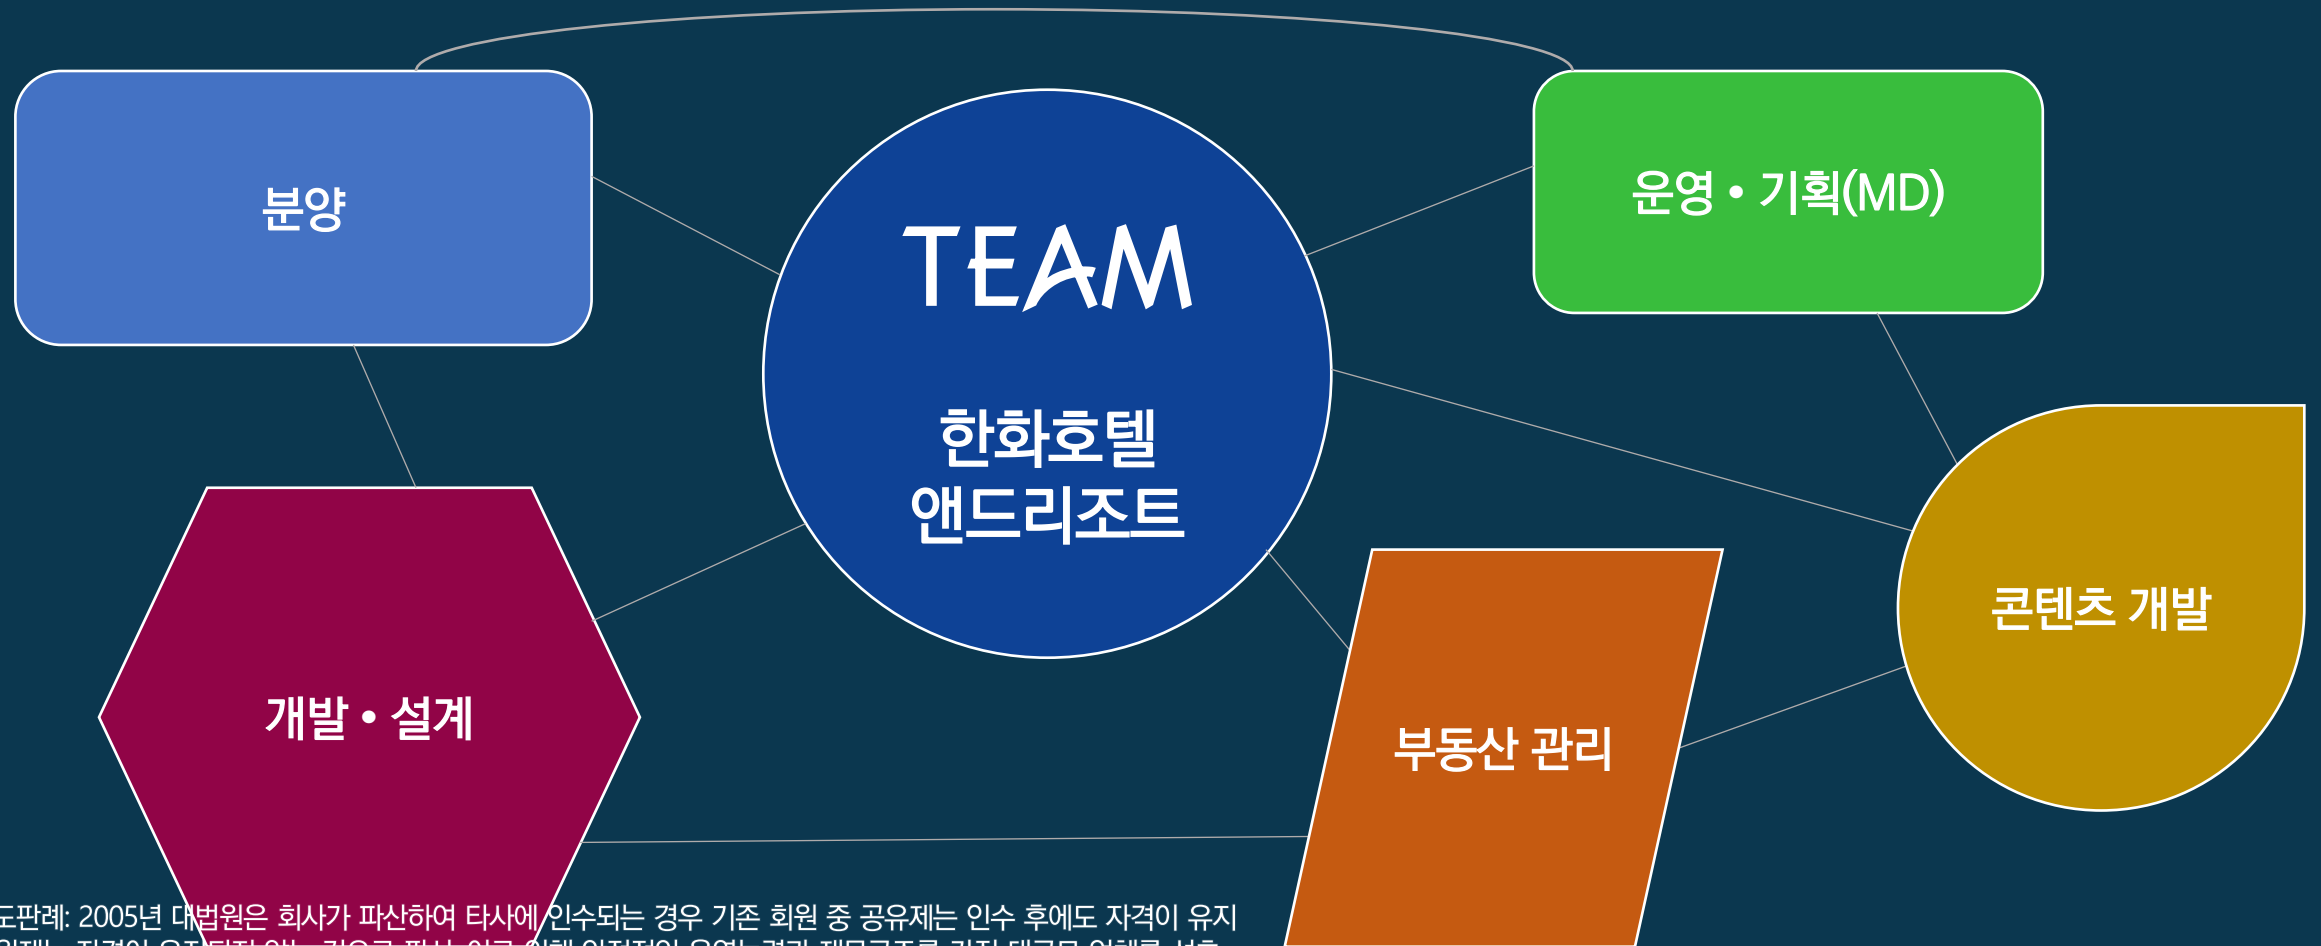 분양
운영 • 기획(MD)
TEAM
한화호텔
앤드리조트
콘텐츠 개발
개발 • 설계
부동산 관리
2005년 대법원은 회사가 파산하여 타사에 인수되는 경우 기존 회원 중 공유제는 인수 후에도 자격이 유지